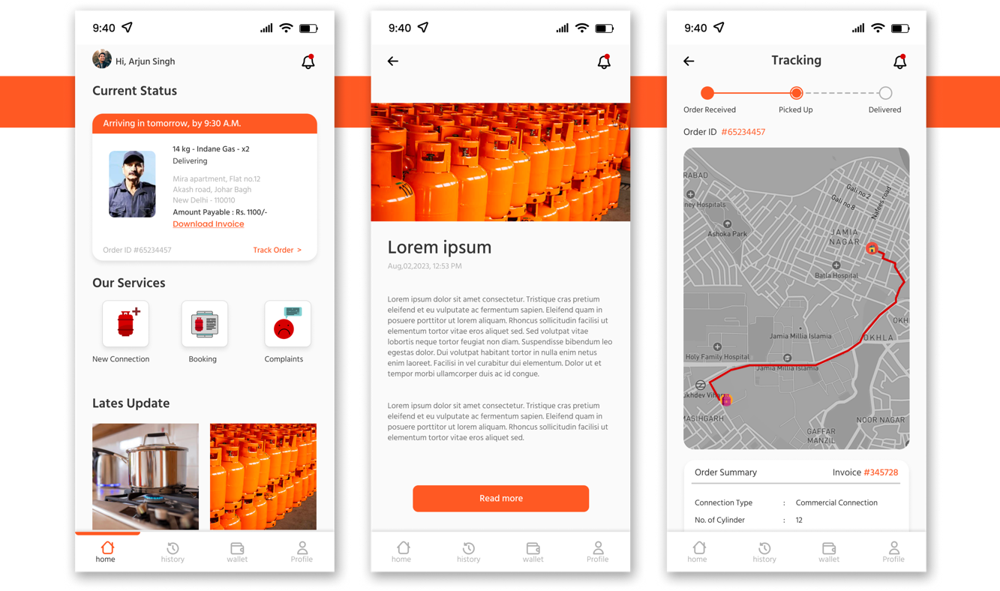 9:40
Hi, Arjun Singh
Current Status
Arriving in tomorrow, by 9:30 A.M.
14 kg - Indane Gas - x2
Delivering
Mira apartment, Flat no.12
Akash road, Johar Bagh
New Delhi - 110010
Amount Payable : Rs. 1100/-
Download Invoice
Order ID #65234457
Track Order >
Our Services
New Connection
Booking
Complaints
Lates Update
home
history
wallet
Profile
9:40
Lorem ipsum
Aug,02,2023, 12:53 PM
Lorem ipsum dolor sit amet consectetur. Tristique cras pretium
eleifend et eu vulputate ac fermentum sapien. Eleifend quam in
posuere porttitor ut lorem aliquam. Rhoncus sollicitudin facilisi ut
elementum tortor vitae eros aliquet sed. Sed volutpat vitae
lobortis neque tortor feugiat non diam. Suspendisse bibendum leo
egestas dolor. Dui volutpat habitant tortor in nulla enim netus
enim laoreet. Facilisi in vel curabitur dui elementum. Dolor ut et
tempor morbi ullamcorper duis ac id congue.
Lorem ipsum dolor sit amet consectetur. Tristique cras pretium
eleifend et eu vulputate ac fermentum sapien. Eleifend quam in
posuere porttitor ut lorem aliquam. Rhoncus sollicitudin facilisi ut
elementum tortor vitae eros aliquet sed.
Read more
home
history
wallet
Profile
9:40
Tracking
Order Received
Picked Up
Delivered
Order ID #65234457
RABAD
Gali no 2
Nafees road
ney Hospitals
Gali no 8
Ashoka Park
JAMIA
NAGAR
Batla Hospital
OKH
Jamia Millia Islamia
OKHLA
Holy Family Hospital
Jamia Millia Islamia
ukhdev Vihar
MASIHGARH
NOOR NAGAR
GAFFAR
MANZIL
Order Summary
Invoice #345728
Connection Type : Commercial Connection
No. of Cylinder : 12
home
history
wallet
Profile